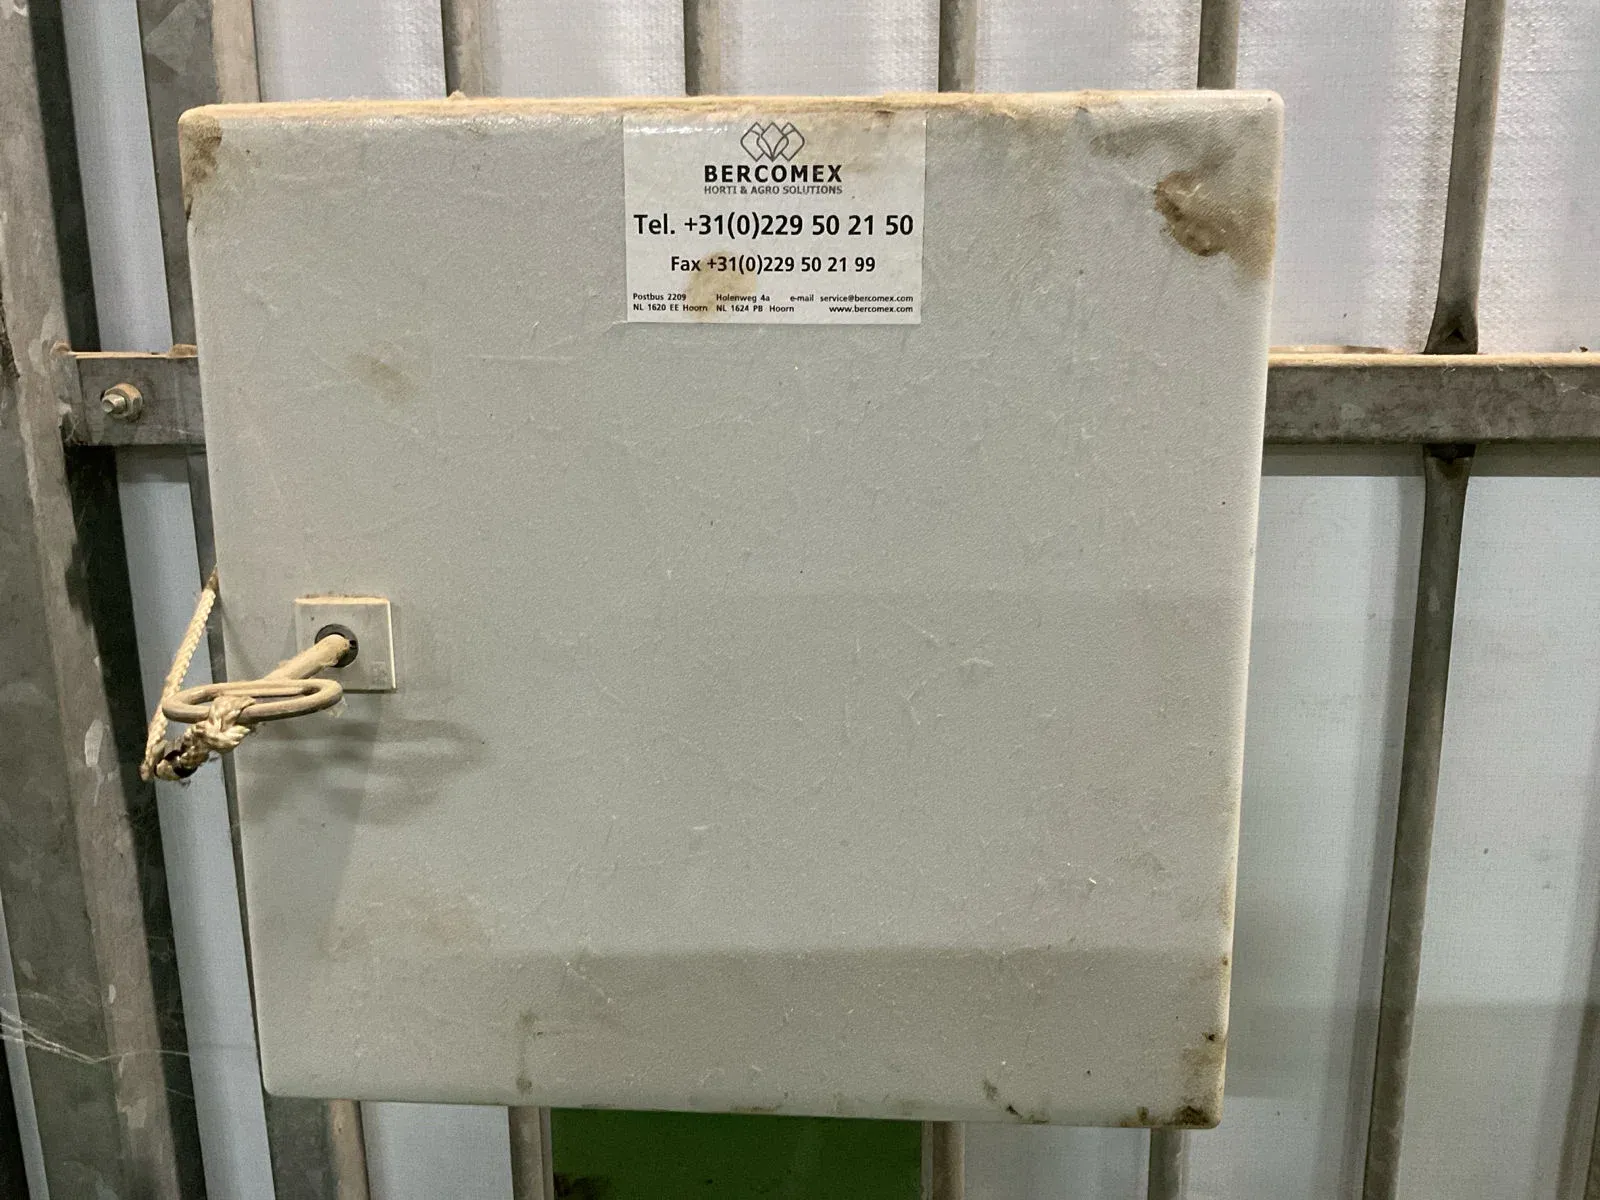 BERCOMEX
HORTI & AGRO SOLUTIONS
Tel. +31(0)229 50 21 50
Fax +31(0)229 50 21 99
Postbus 2209 Holenweg 4a e-mail service@bercomex.com
NL 1620 EE Hoorn NL 1624 PB Hoorn www.bercomex.com